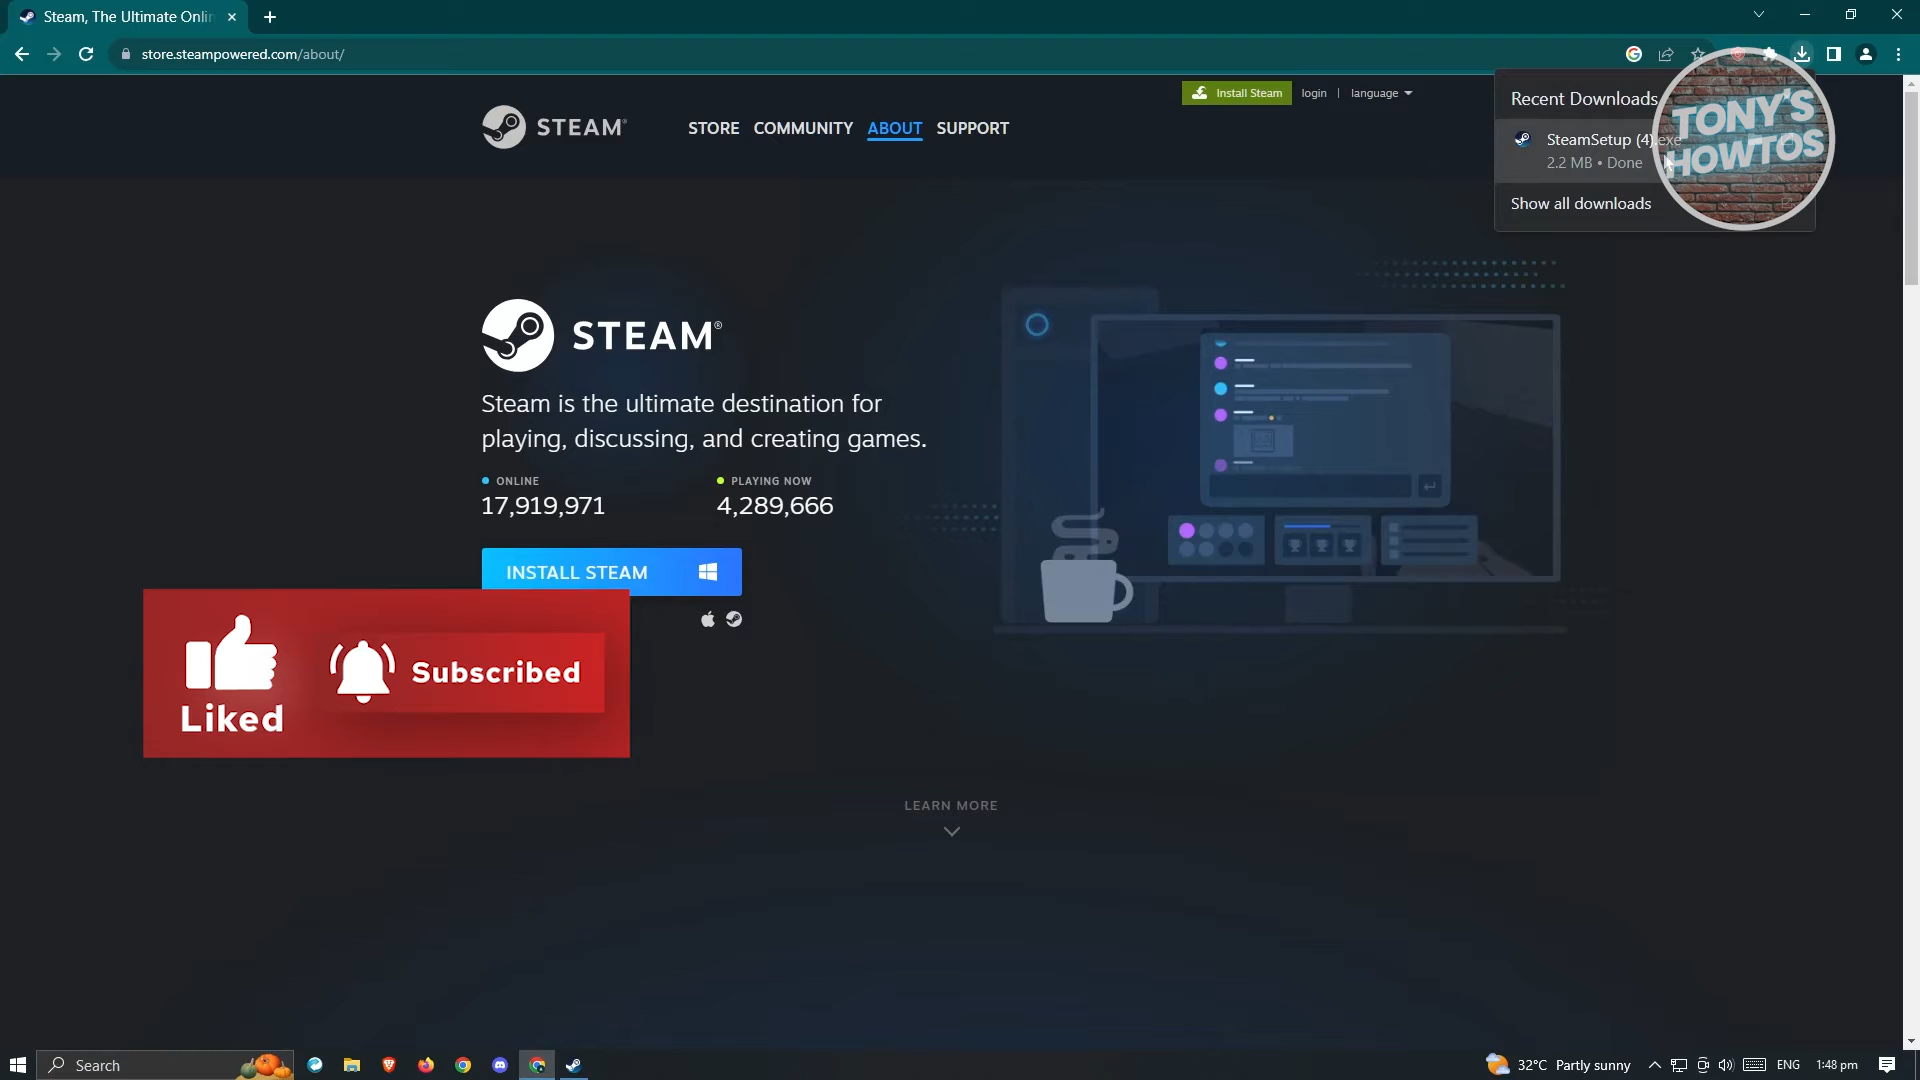 Steam, The Ultimate Onlin
store.steampowered.com/about/
Install Steam
login
language
Recent Downloads
SteamSetup (4).exe
2.2 MB • Done
Show all downloads
TONY'S
HOWTOS
STEAM®
STORE
COMMUNITY
ABOUT
SUPPORT
STEAM®
Steam is the ultimate destination for
playing, discussing, and creating games.
ONLINE
PLAYING NOW
17,919,971
4,289,666
INSTALL STEAM
Liked
Subscribed
LEARN MORE
Search
32°C Partly sunny
ENG
1:48 pm